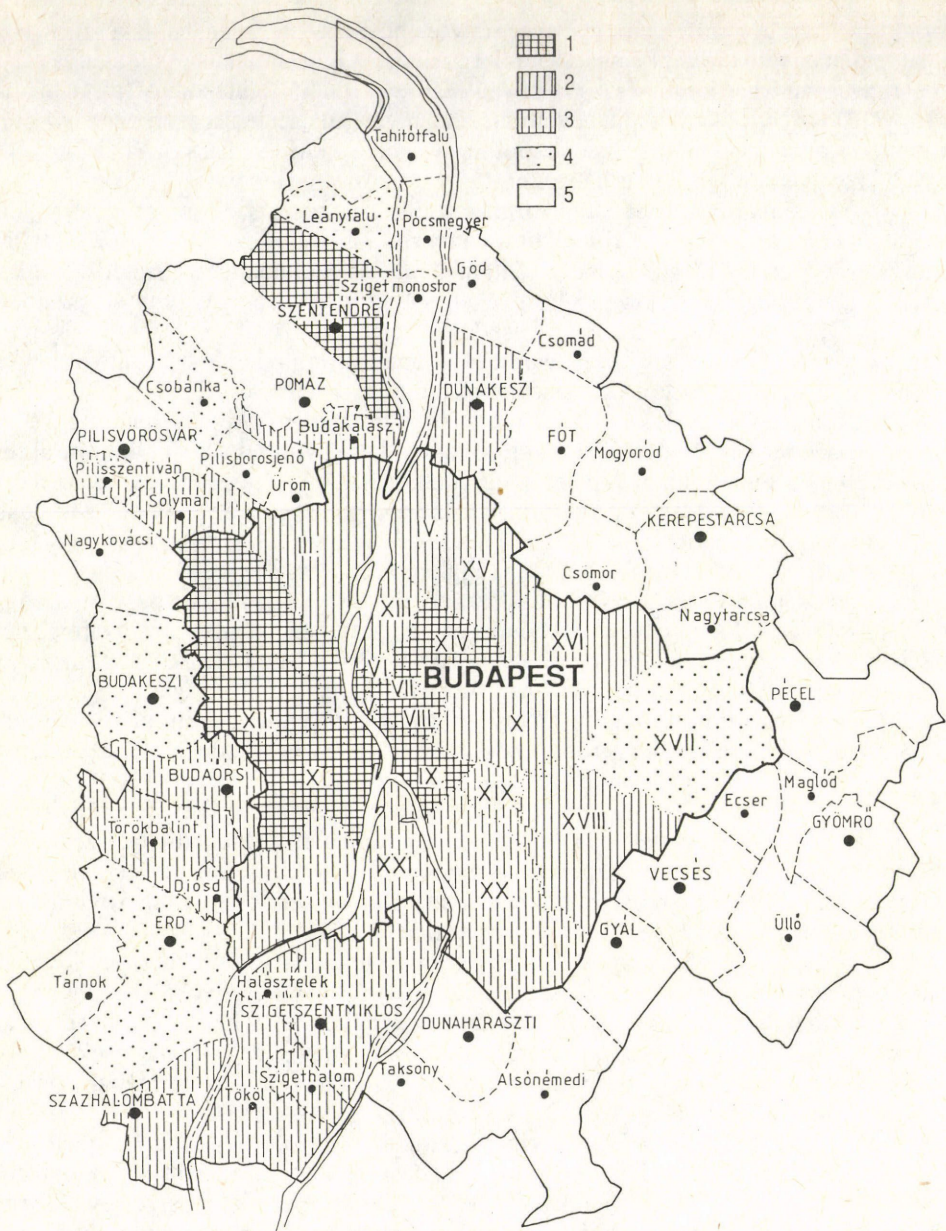 1
2
3
4
5
Tahitótfalu
Leányfalu
Pócsmegyer
Göd
Szigetmonostor
SZENTENDRE
Csomád
Csobánka
POMÁZ
DUNAKESZI
Budakalász
FÓT
PILISVÖRÖSVÁR
Mogyoród
Pilisszentiván
Pilisborosjenő
Üröm
Solymár
KEREPESTARCSA
Nagykovácsi
III.
IV.
XV.
Csömör
II.
XIII.
Nagytarcsa
XIV.
XVI.
BUDAKESZI
VI.
VII.
BUDAPEST
PÉCEL
I.
V.
XII.
VIII.
X.
XVII.
BUDAÖRS
XI.
IX.
XIX.
Maglód
Törökbálint
Ecser
XVIII.
GYÖMRŐ
Diósd
XXII.
XXI.
XX.
VECSÉS
ÉRD
GYÁL
Üllő
Tárnok
Halásztelek
SZIGETSZENTMIKLÓS
DUNAHARASZTI
Szigethalom
Taksony
Alsónémedi
SZÁZHALOMBATTA
Tököl